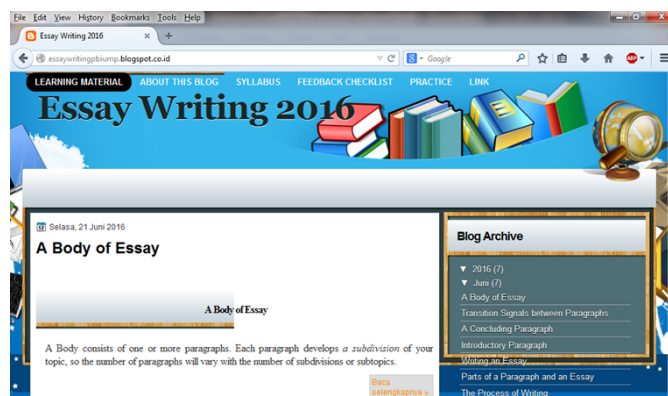 File Edit View History Bookmarks Tools Help
Essay Writing 2016
essaywritingpbiump.blogspot.co.id
Google
ABP
LEARNING MATERIAL ABOUT THIS BLOG SYLLABUS FEEDBACK CHECKLIST PRACTICE LINK
Essay Writing 2016
Selasa, 21 Juni 2016
A Body of Essay
A Body of Essay
A Body consists of one or more paragraphs. Each paragraph develops a subdivision of your
topic, so the number of paragraphs will vary with the number of subdivisions or subtopics.
Baca
selengkapnya »
Blog Archive
▼ 2016 (7)
▼ Juni (7)
A Body of Essay
Transition Signals between Paragraphs
A Concluding Paragraph
Introductory Paragraph
Writing an Essay
Parts of a Paragraph and an Essay
The Process of Writing